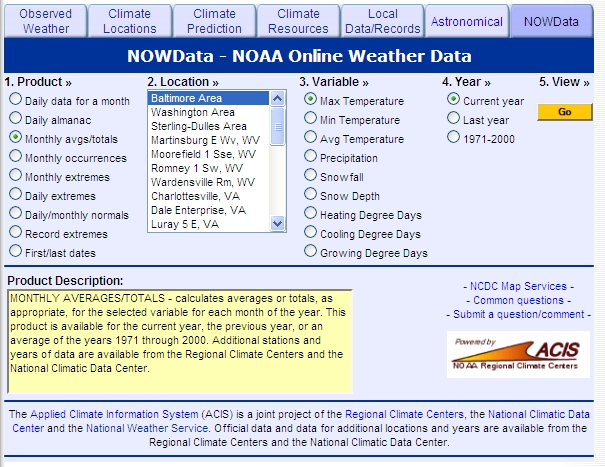 Observed Weather
Climate Locations
Climate Prediction
Climate Resources
Local Data/Records
Astronomical
NOWData
NOWData - NOAA Online Weather Data
1. Product »
Daily data for a month
Daily almanac
Monthly avgs/totals
Monthly occurrences
Monthly extremes
Daily extremes
Daily/monthly normals
Record extremes
First/last dates
2. Location »
Baltimore Area
Washington Area
Sterling-Dulles Area
Martinsburg E Wv, WV
Moorefield 1 Sse, WV
Romney 1 Sw, WV
Wardensville Rm, WV
Charlottesville, VA
Dale Enterprise, VA
Luray 5 E, VA
3. Variable »
Max Temperature
Min Temperature
Avg Temperature
Precipitation
Snowfall
Snow Depth
Heating Degree Days
Cooling Degree Days
Growing Degree Days
4. Year »
Current year
Last year
1971-2000
5. View »
Go
Product Description:
MONTHLY AVERAGES/TOTALS - calculates averages or totals, as
appropriate, for the selected variable for each month of the year. This
product is available for the current year, the previous year, or an
average of the years 1971 through 2000. Additional stations and
years of data are available from the Regional Climate Centers and the
National Climatic Data Center.
- NCDC Map Services -
- Common questions -
- Submit a question/comment -
Powered by
ACIS
NOAA Regional Climate Centers
The Applied Climate Information System (ACIS) is a joint project of the Regional Climate Centers, the National Climatic Data
Center and the National Weather Service. Official data and data for additional locations and years are available from the
Regional Climate Centers and the National Climatic Data Center.